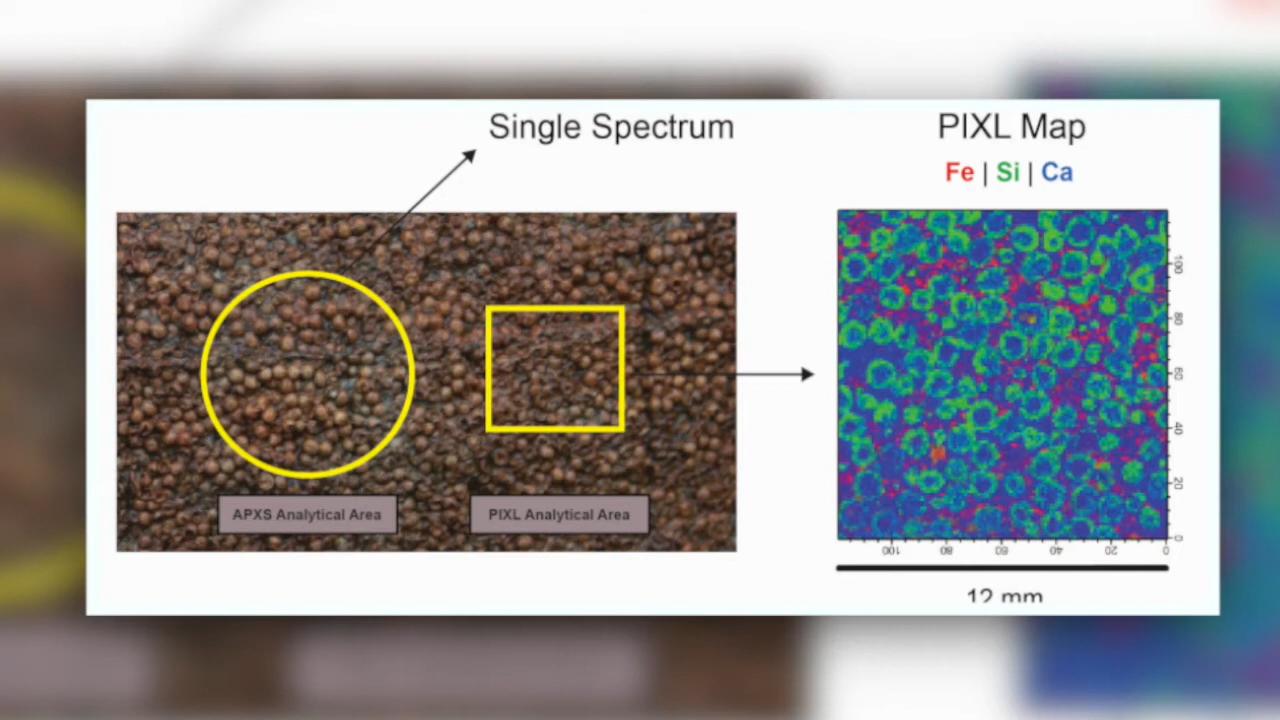 Single Spectrum
PIXL Map
Fe | Si | Ca
APXS Analytical Area
PIXL Analytical Area
100
80
60
40
20
0
100
80
60
40
20
0
12 mm